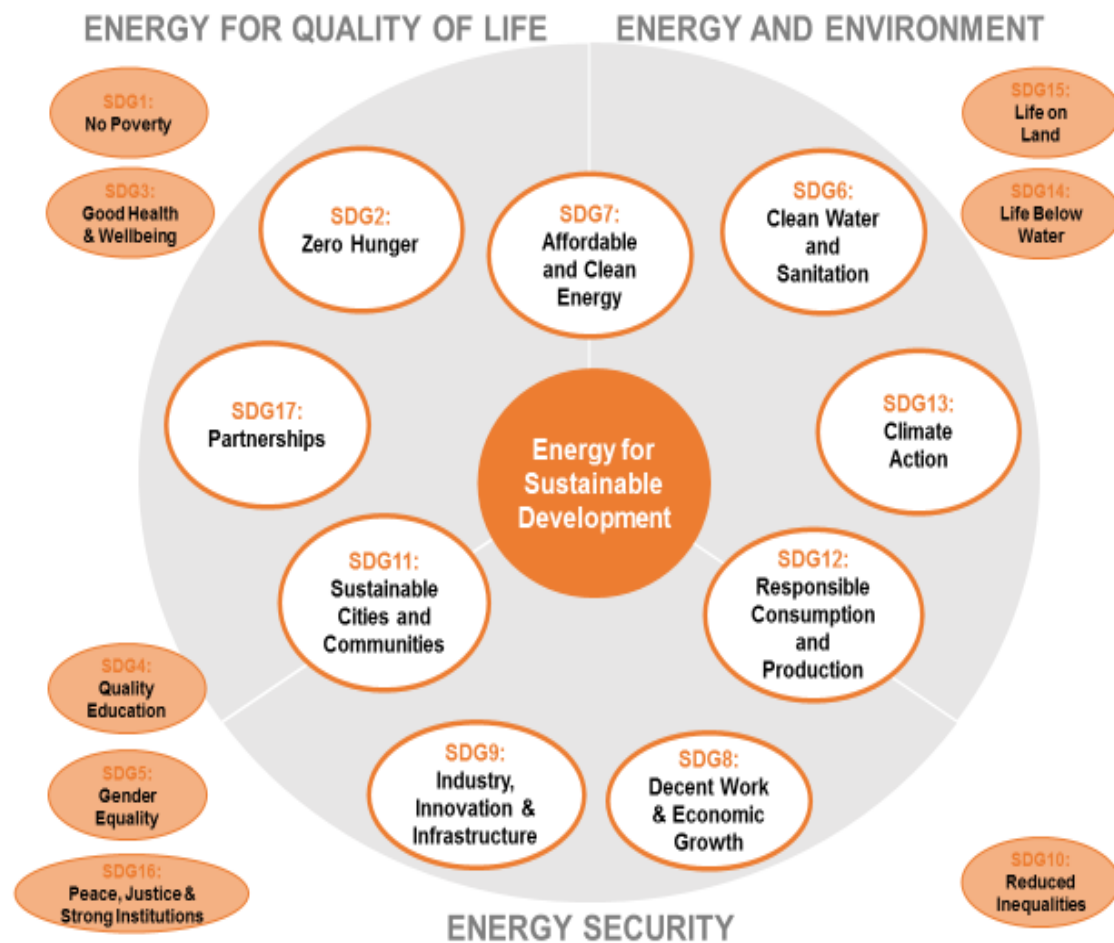 ENERGY FOR QUALITY OF LIFE
ENERGY AND ENVIRONMENT
SDG1:
No Poverty
SDG3:
Good Health
& Wellbeing
SDG2:
Zero Hunger
SDG7:
Affordable
and Clean
Energy
SDG6:
Clean Water
and
Sanitation
SDG15:
Life on
Land
SDG14:
Life Below
Water
SDG17:
Partnerships
Energy for
Sustainable
Development
SDG13:
Climate
Action
SDG11:
Sustainable
Cities and
Communities
SDG12:
Responsible
Consumption
and
Production
SDG4:
Quality
Education
SDG5:
Gender
Equality
SDG16:
Peace, Justice &
Strong Institutions
SDG9:
Industry,
Innovation &
Infrastructure
SDG8:
Decent Work
& Economic
Growth
SDG10:
Reduced
Inequalities
ENERGY SECURITY